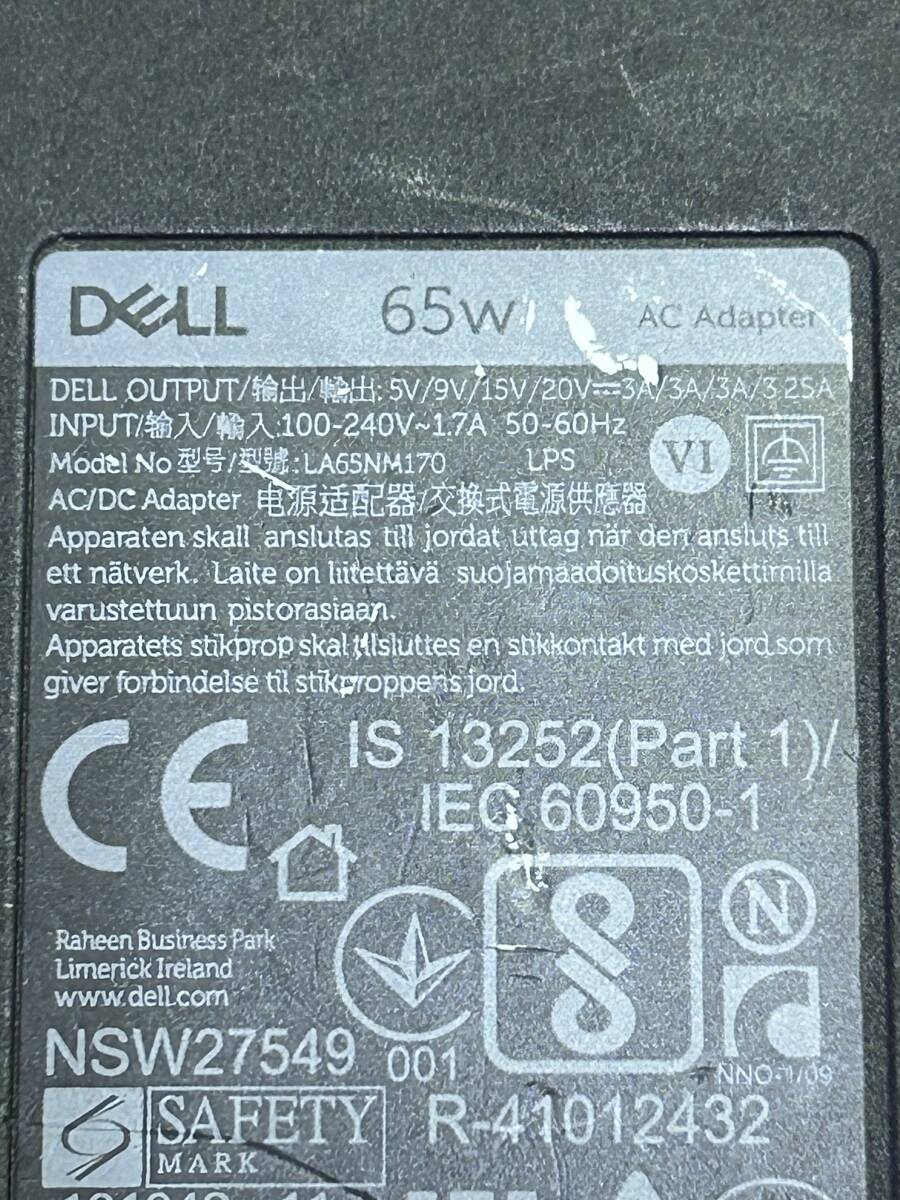 DELL 65W AC Adapter
DELL OUTPUT/输出/輸出: 5V/9V/15V/20V⎓3A/3A/3A/3.25A
INPUT/输入/輸入:100-240V~1.7A 50-60Hz
Model No 型号/型號:LA65NM170 LPS
VI
AC/DC Adapter 电源适配器/交換式電源供應器
Apparaten skall anslutas till jordat uttag när den ansluts till
ett nätverk. Laite on liitettävä suojamaadoituskoskettimilla
varustettuun pistorasiaan.
Apparatets stikprop skal tilsluttes en stikkontakt med jord.som
giver forbindelse til stikproppens jord.
CE
IS 13252(Part 1)/
IEC 60950-1
N
Raheen Business Park
Limerick Ireland
www.dell.com
NSW27549
001
S
SAFETY
MARK
R-41012432